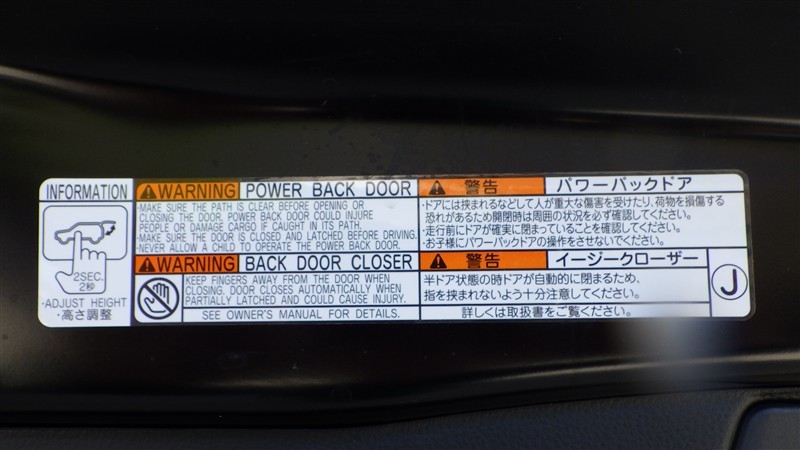 INFORMATION
2SEC.
2秒
·ADJUST HEIGHT
·高さ調整
WARNING POWER BACK DOOR
·MAKE SURE THE PATH IS CLEAR BEFORE OPENING OR
CLOSING THE DOOR. POWER BACK DOOR COULD INJURE
PEOPLE OR DAMAGE CARGO IF CAUGHT IN ITS PATH.
·MAKE SURE THE DOOR IS CLOSED AND LATCHED BEFORE DRIVING.
·NEVER ALLOW A CHILD TO OPERATE THE POWER BACK DOOR.
WARNING BACK DOOR CLOSER
KEEP FINGERS AWAY FROM THE DOOR WHEN
CLOSING. DOOR CLOSES AUTOMATICALLY WHEN
PARTIALLY LATCHED AND COULD CAUSE INJURY.
SEE OWNER'S MANUAL FOR DETAILS.
警告 パワーバックドア
·ドアには挟まれるなどして人が重大な傷害を受けたり、荷物を損傷する
恐れがあるため開閉時は周囲の状況を必ず確認してください。
·走行前にドアが確実に閉まっていることを確認してください。
·お子様にパワーバックドアの操作をさせないでください。
警告 イージークローザー
半ドア状態の時ドアが自動的に閉まるため、
指を挟まれないよう十分注意してください。
詳しくは取扱書をご覧ください。
J